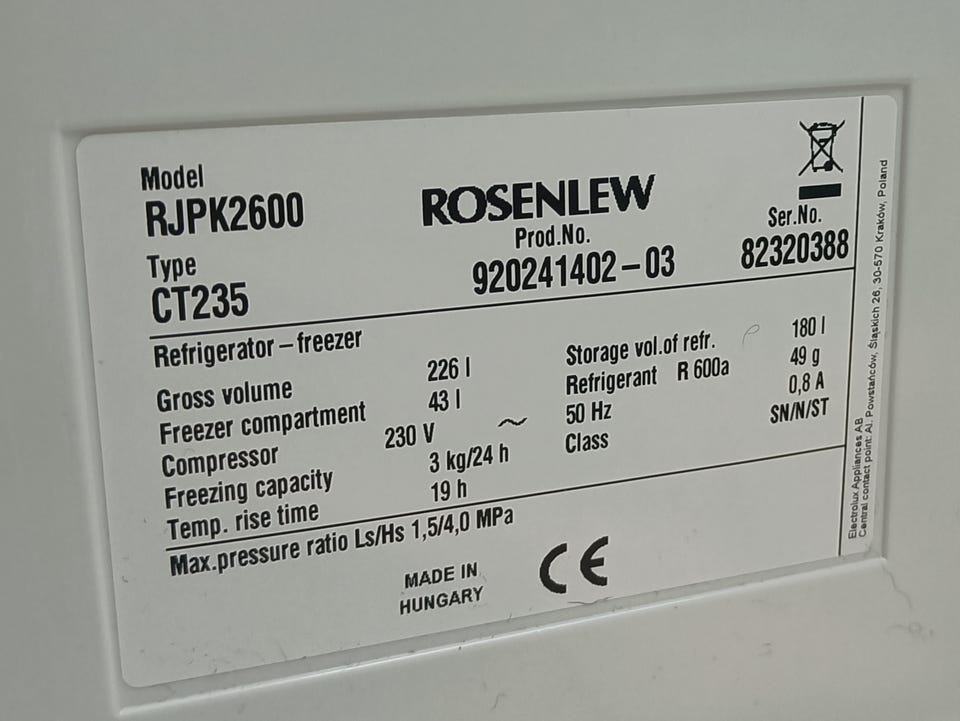 Model
RJPK2600
Type
CT235
ROSENLEW
Prod.No.
920241402-03
Ser.No.
82320388
Refrigerator-freezer
Gross volume 226 l
Freezer compartment 43 l
Compressor 230 V ~
Freezing capacity 3 kg/24 h
Temp. rise time 19 h
Storage vol.of refr. 180 l
Refrigerant R 600a 49 g
50 Hz 0,8 A
Class SN/N/ST
Max.pressure ratio Ls/Hs 1,5/4,0 MPa
MADE IN
HUNGARY
CE
Electrolux Appliances AB
Central contact point: Al. Powstańców, Śląskich 26, 30-570 Kraków, Poland